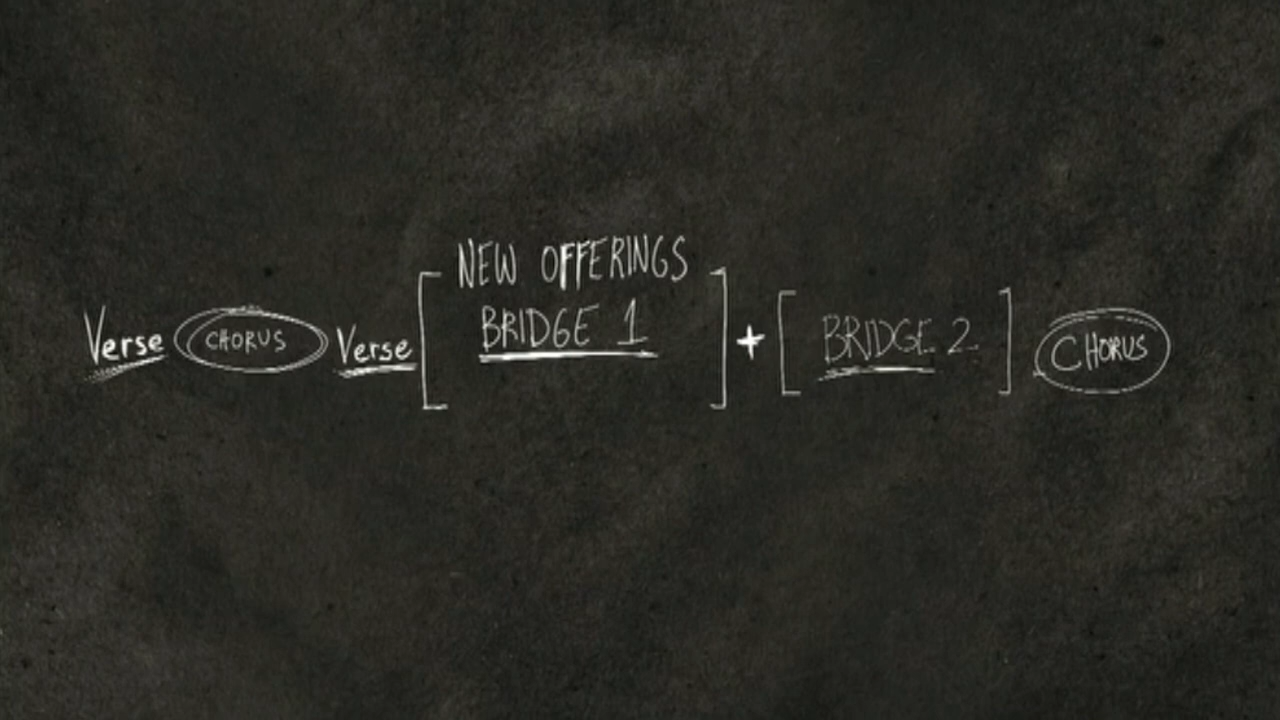 NEW OFFERINGS
Verse CHORUS Verse [ BRIDGE 1 ] + [ BRIDGE 2 ] CHORUS